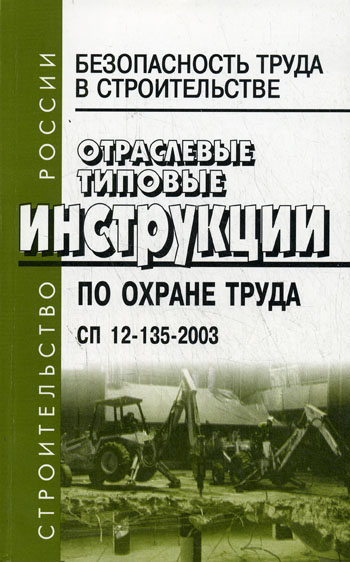 СТРОИТЕЛЬСТВО РОССИИ
БЕЗОПАСНОСТЬ ТРУДА
В СТРОИТЕЛЬСТВЕ
ОТРАСЛЕВЫЕ
ТИПОВЫЕ
ИНСТРУКЦИИ
ПО ОХРАНЕ ТРУДА
СП 12-135-2003